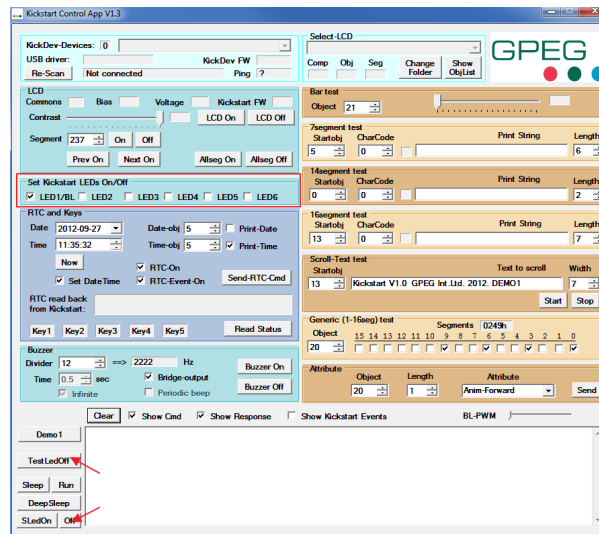 Kickstart Control App V1.3
KickDev-Devices: 0
USB driver: KickDev FW
Re-Scan Not connected Ping ?
Select-LCD
Comp Obj Seg Change Folder Show ObjList
GPEG
LCD
Commons Bias Voltage Kickstart FW
Contrast LCD On LCD Off
Segment 237 On Off
Prev On Next On Allseg On Allseg Off
Set Kickstart LEDs On/Off
LED1/BL LED2 LED3 LED4 LED5 LED6
RTC and Keys
Date 2012-09-27 Date-obj 5 Print-Date
Time 11:35:32 Time-obj 5 Print-Time
Now RTC-On
Set DateTime RTC-Event-On Send-RTC-Cmd
RTC read back
from Kickstart:
Key1 Key2 Key3 Key4 Key5 Read Status
Buzzer
Divider 12 ==> 2222 Hz Buzzer On
Time 0.5 sec Bridge-output
Infinite Periodic beep Buzzer Off
Bar test
Object 21
7segment test
Startobj CharCode Print String Length
5 0 6
14segment test
Startobj CharCode Print String Length
0 0 2
16segment test
Startobj CharCode Print String Length
13 0 7
Scroll-Text test
Startobj Text to scroll Width
13 Kickstart V1.0 GPEG Int.Ltd. 2012. DEMO1 7
Start Stop
Generic (1-16seg) test
Segments 0249h
Object 15 14 13 12 11 10 9 8 7 6 5 4 3 2 1 0
20
Attribute
Object Length Attribute
20 1 Anim-Forward Send
Clear Show Cmd Show Response Show Kickstart Events BL-PWM
Demo1
TestLedOff
Sleep Run
DeepSleep
SLedOn Off